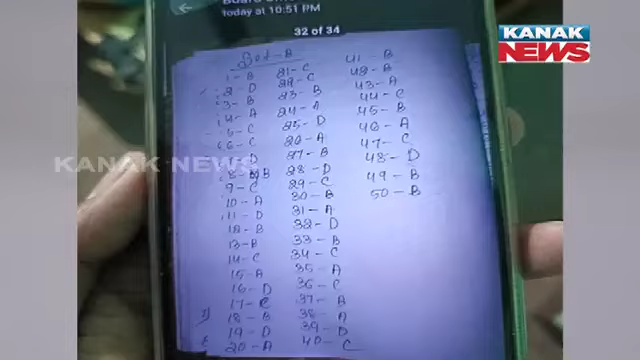 today at 10:51 PM
32 of 34
KANAK
NEWS
KANAK NEWS
Set-B
1-B
2-D
3-B
4-A
5-C
6-C
D
8-B
9-C
10-A
11-D
12-B
13-B
14-C
15-A
16-D
17-C
18-B
19-D
20-A
21-C
22-C
23-B
24-A
25-D
26-A
27-B
28-D
29-C
30-B
31-A
32-D
33-B
34-C
35-A
36-C
37-A
38-A
39-D
40-C
41-B
42-B
43-A
44-C
45-B
46-A
47-C
48-D
49-B
50-B